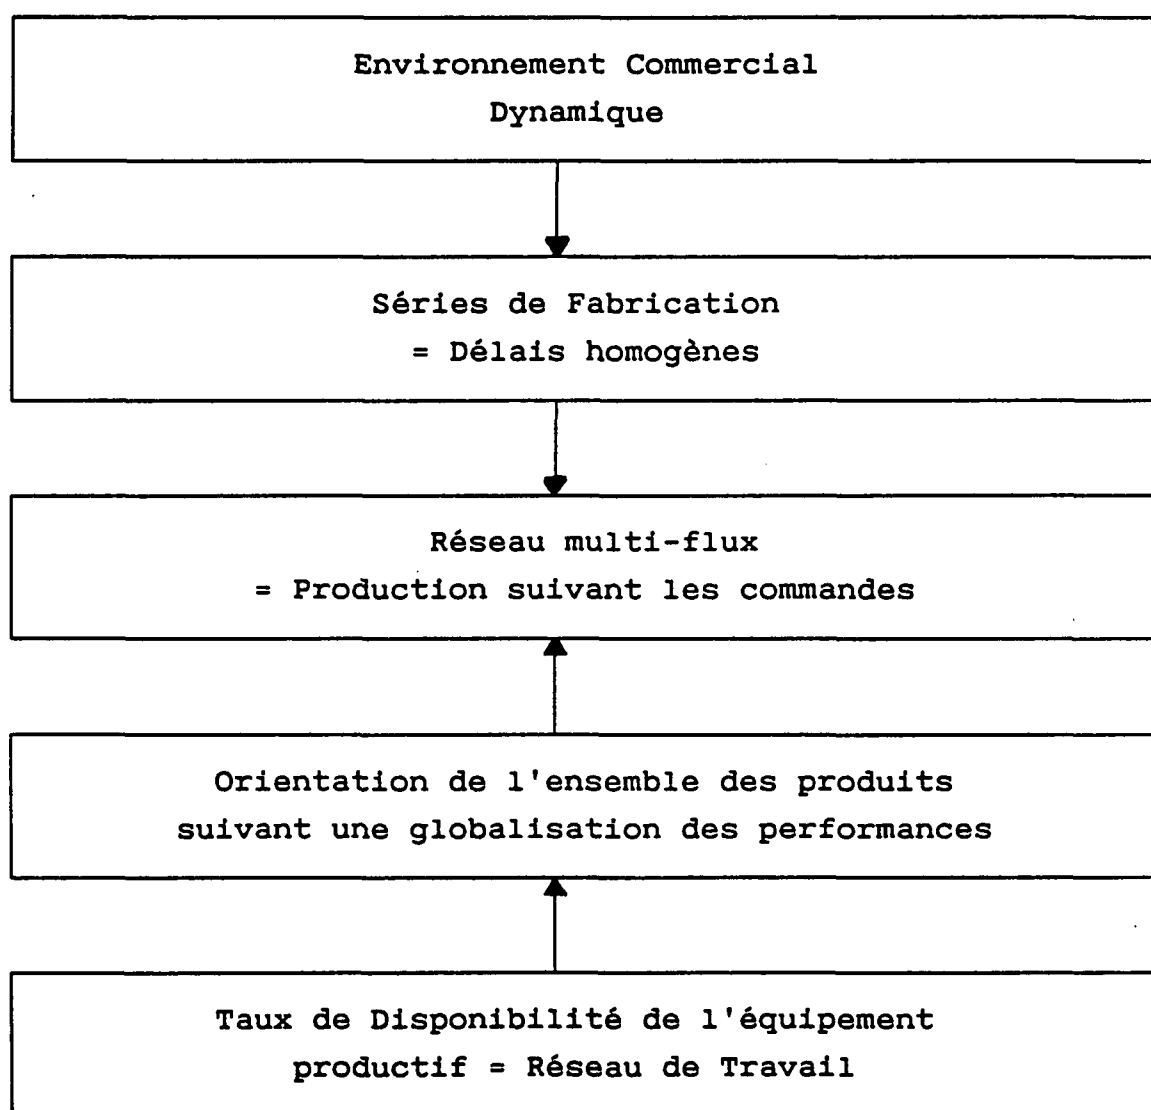 Environnement Commercial
Dynamique
Séries de Fabrication
= Délais homogènes
Réseau multi-flux
= Production suivant les commandes
Orientation de l'ensemble des produits
suivant une globalisation des performances
Taux de Disponibilité de l'équipement
productif = Réseau de Travail